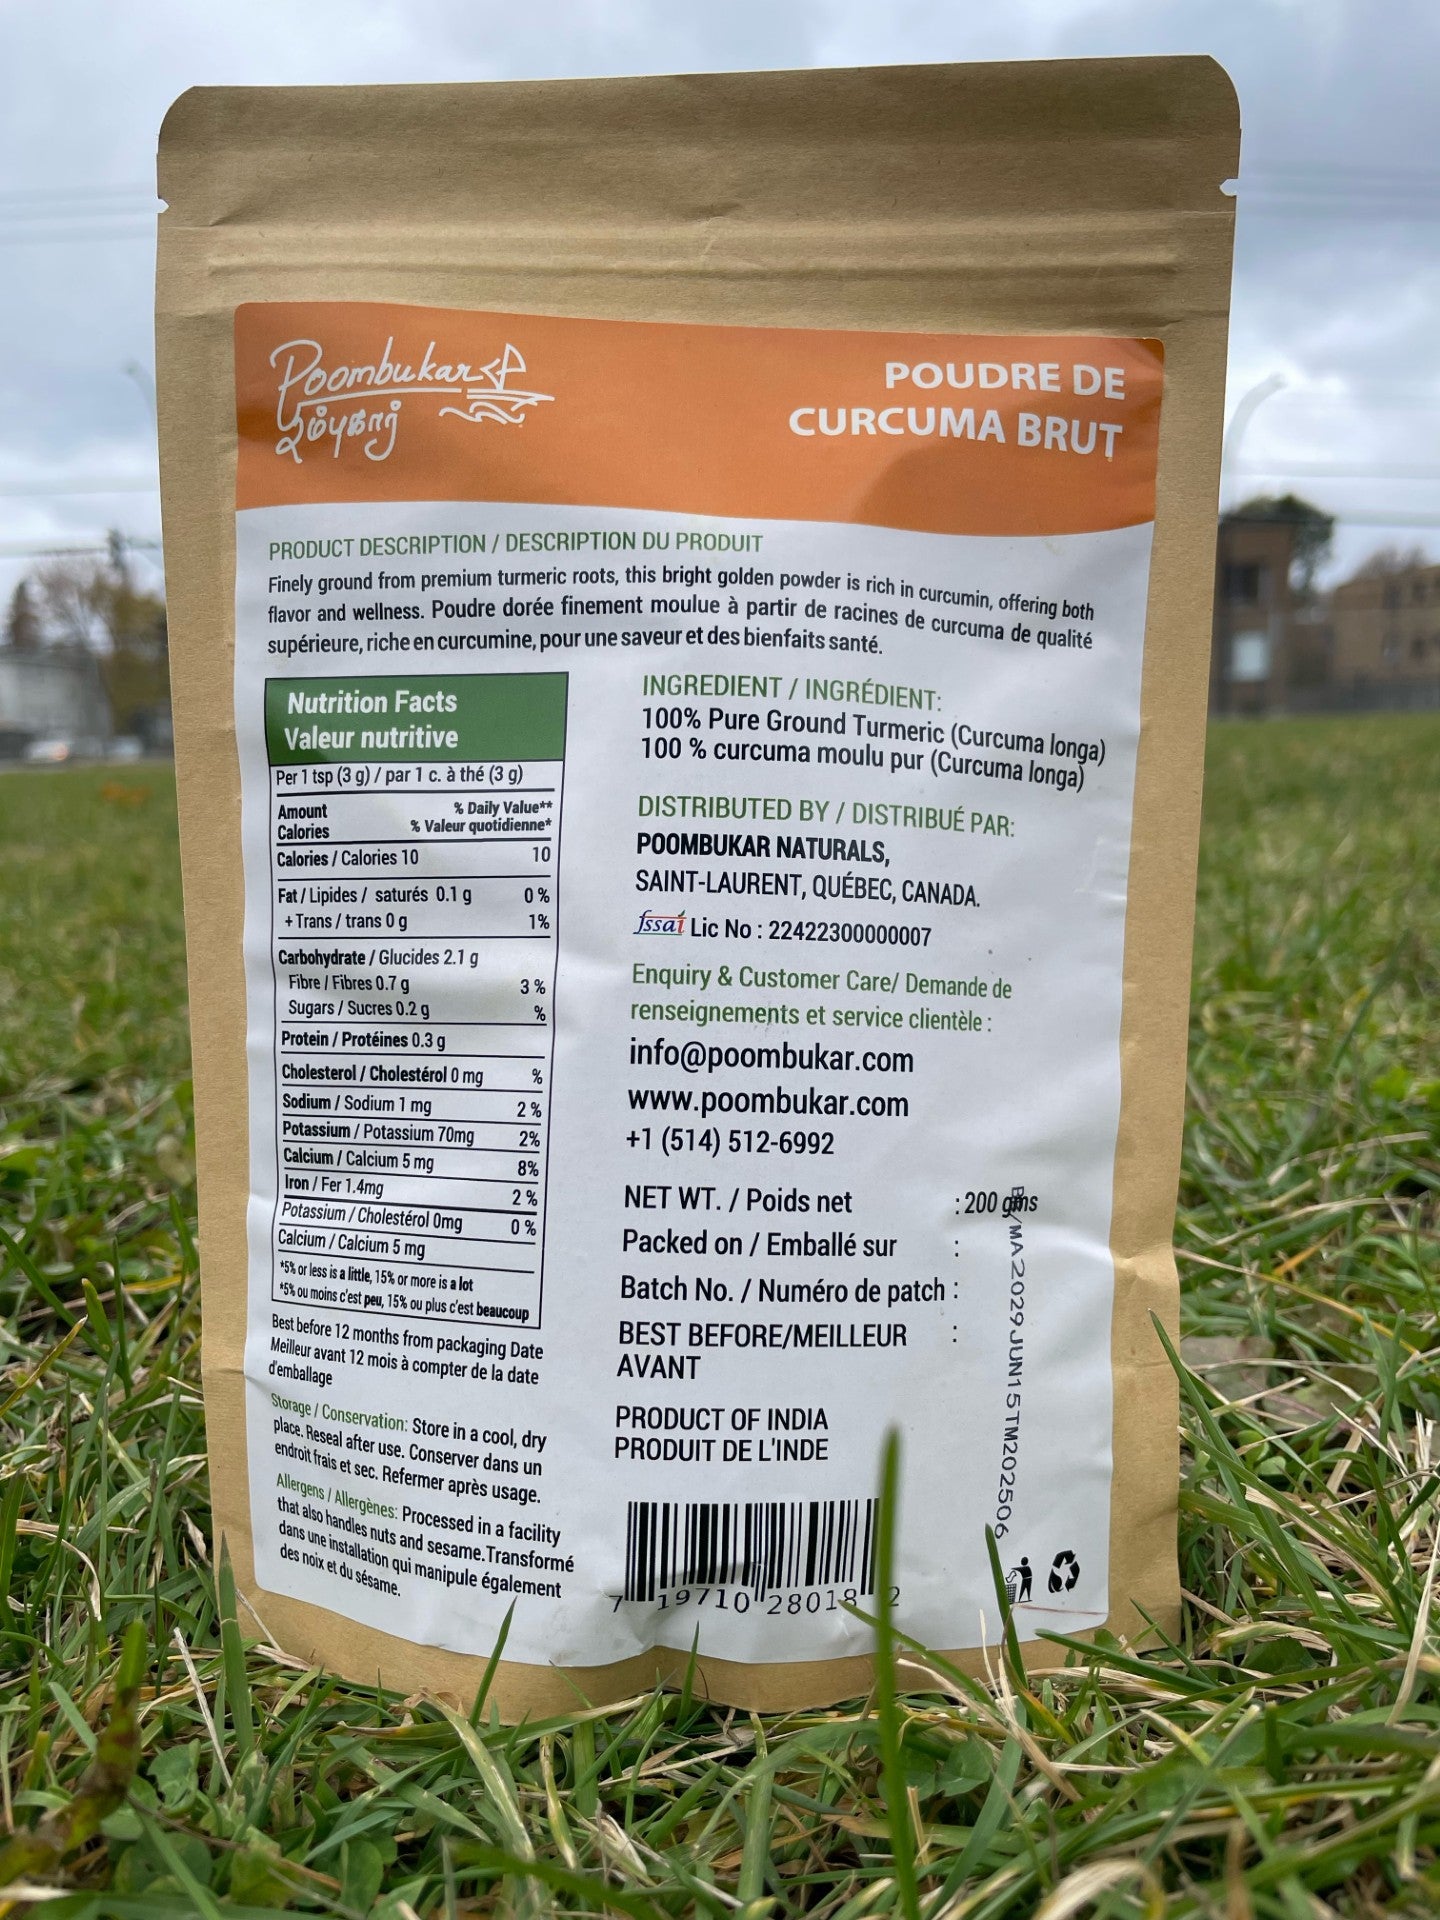 Poombukar
பூம்புகார்
POUDRE DE
CURCUMA BRUT
PRODUCT DESCRIPTION / DESCRIPTION DU PRODUIT
Finely ground from premium turmeric roots, this bright golden powder is rich in curcumin, offering both
flavor and wellness. Poudre dorée finement moulue à partir de racines de curcuma de qualité
supérieure, riche en curcumine, pour une saveur et des bienfaits santé.
Nutrition Facts
Valeur nutritive
Per 1 tsp (3 g) / par 1 c. à thé (3 g)
Amount % Daily Value**
Calories % Valeur quotidienne*
Calories / Calories 10 10
Fat / Lipides / saturés 0.1 g 0 %
+ Trans / trans 0 g 1%
Carbohydrate / Glucides 2.1 g
Fibre / Fibres 0.7 g 3 %
Sugars / Sucres 0.2 g %
Protein / Protéines 0.3 g
Cholesterol / Cholestérol 0 mg %
Sodium / Sodium 1 mg 2 %
Potassium / Potassium 70mg 2%
Calcium / Calcium 5 mg 8%
Iron / Fer 1.4mg 2 %
Potassium / Cholestérol 0mg 0 %
Calcium / Calcium 5 mg
*5% or less is a little, 15% or more is a lot
*5% ou moins c'est peu, 15% ou plus c'est beaucoup
Best before 12 months from packaging Date
Meilleur avant 12 mois à compter de la date
d'emballage
Storage / Conservation: Store in a cool, dry
place. Reseal after use. Conserver dans un
endroit frais et sec. Refermer après usage.
Allergens / Allergènes: Processed in a facility
that also handles nuts and sesame.Transformé
dans une installation qui manipule également
des noix et du sésame.
INGREDIENT / INGRÉDIENT:
100% Pure Ground Turmeric (Curcuma longa)
100 % curcuma moulu pur (Curcuma longa)
DISTRIBUTED BY / DISTRIBUÉ PAR:
POOMBUKAR NATURALS,
SAINT-LAURENT, QUÉBEC, CANADA.
fssai Lic No : 22422300000007
Enquiry & Customer Care/ Demande de
renseignements et service clientèle :
info@poombukar.com
www.poombukar.com
+1 (514) 512-6992
NET WT. / Poids net : 200 gms
Packed on / Emballé sur :
Batch No. / Numéro de patch :
BEST BEFORE/MEILLEUR :
AVANT
PRODUCT OF INDIA
PRODUIT DE L'INDE
BB/MA2029JUN15TM202506
7 19710 28018 2